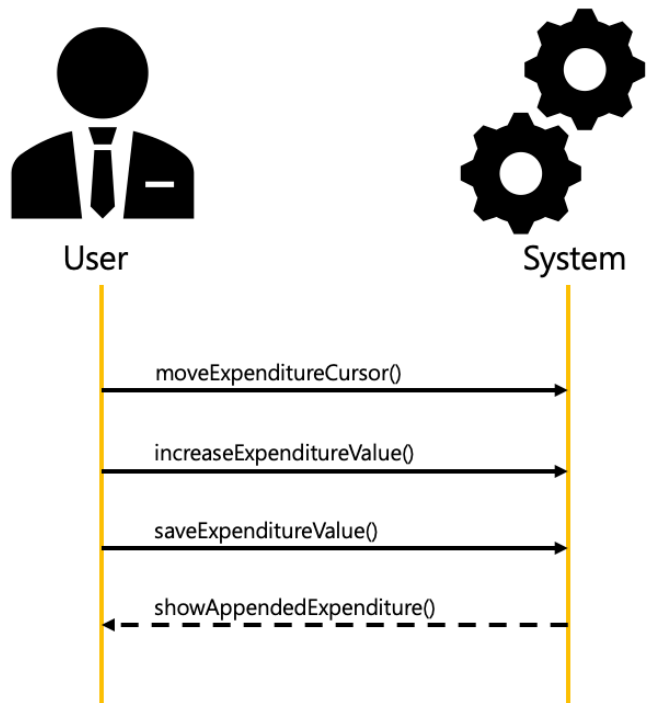 User
System
moveExpenditureCursor()
increaseExpenditureValue()
saveExpenditureValue()
showAppendedExpenditure()